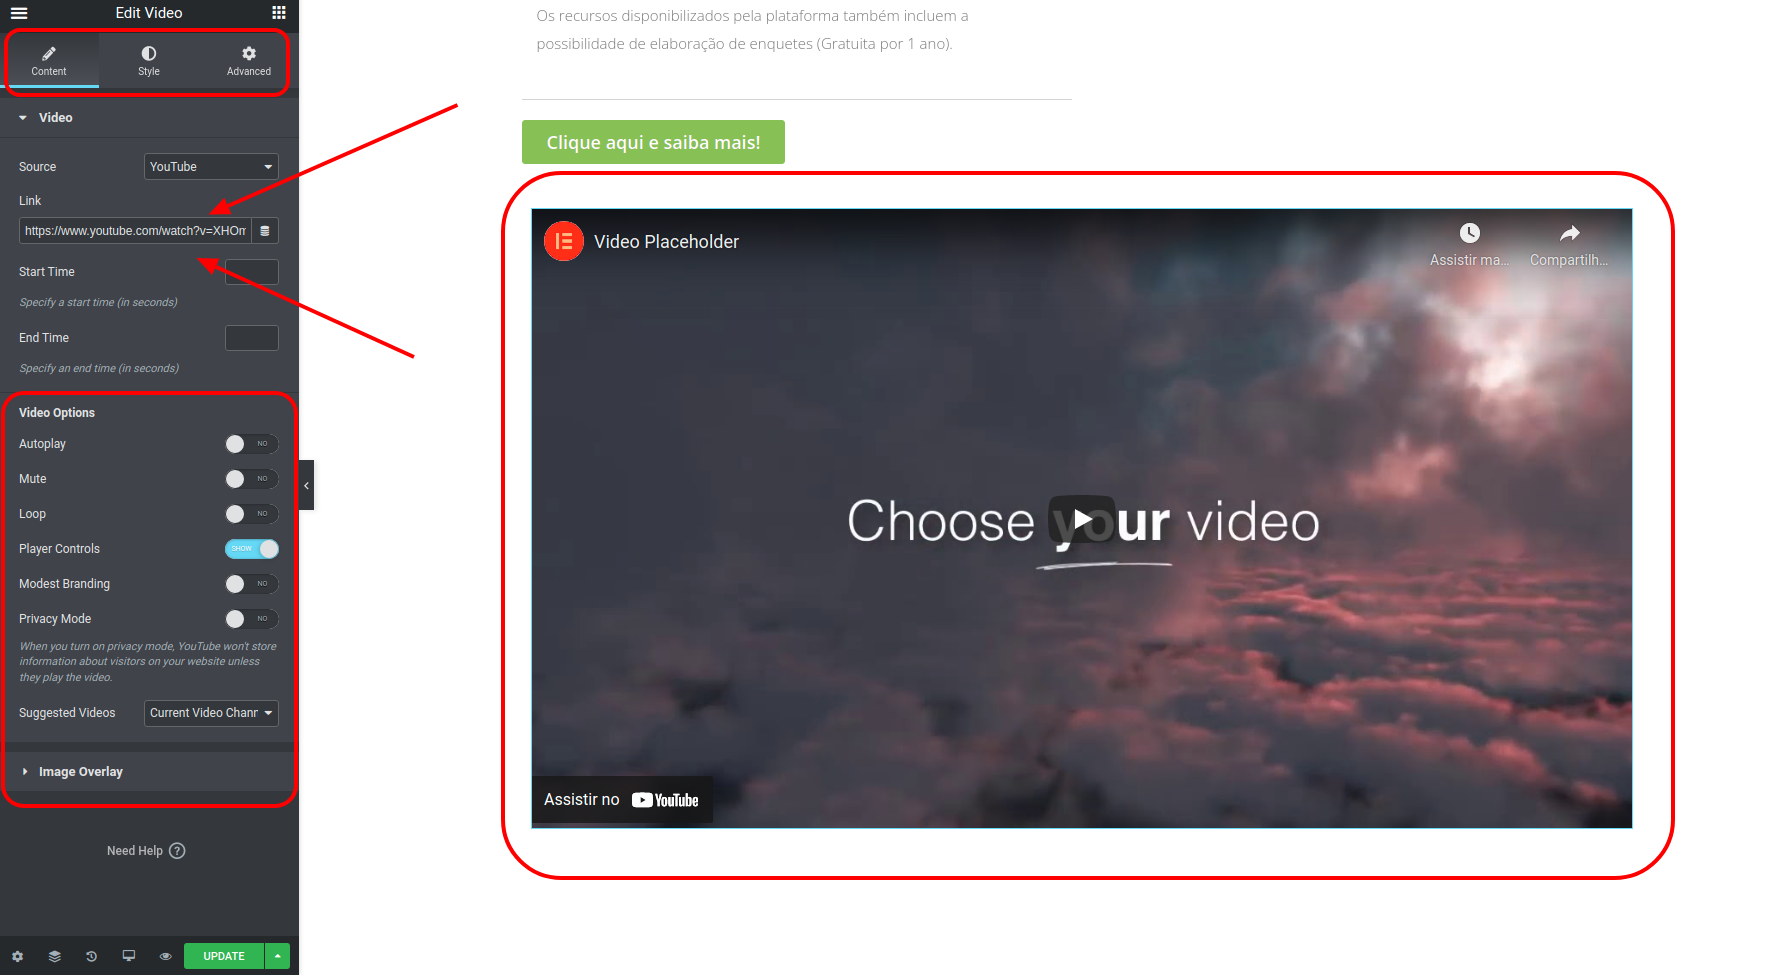 Edit Video
Content
Style
Advanced
Video
Source
YouTube
Link
https://www.youtube.com/watch?v=XHOm
Start Time
Specify a start time (in seconds)
End Time
Specify an end time (in seconds)
Video Options
Autoplay
NO
Mute
NO
Loop
NO
Player Controls
SHOW
Modest Branding
NO
Privacy Mode
NO
When you turn on privacy mode, YouTube won't store
information about visitors on your website unless
they play the video.
Suggested Videos
Current Video Chann
Image Overlay
Need Help ?
UPDATE
Os recursos disponibilizados pela plataforma também incluem a
possibilidade de elaboração de enquetes (Gratuita por 1 ano).
Clique aqui e saiba mais!
Video Placeholder
Assistir ma...
Compartilh...
Choose your video
Assistir no YouTube